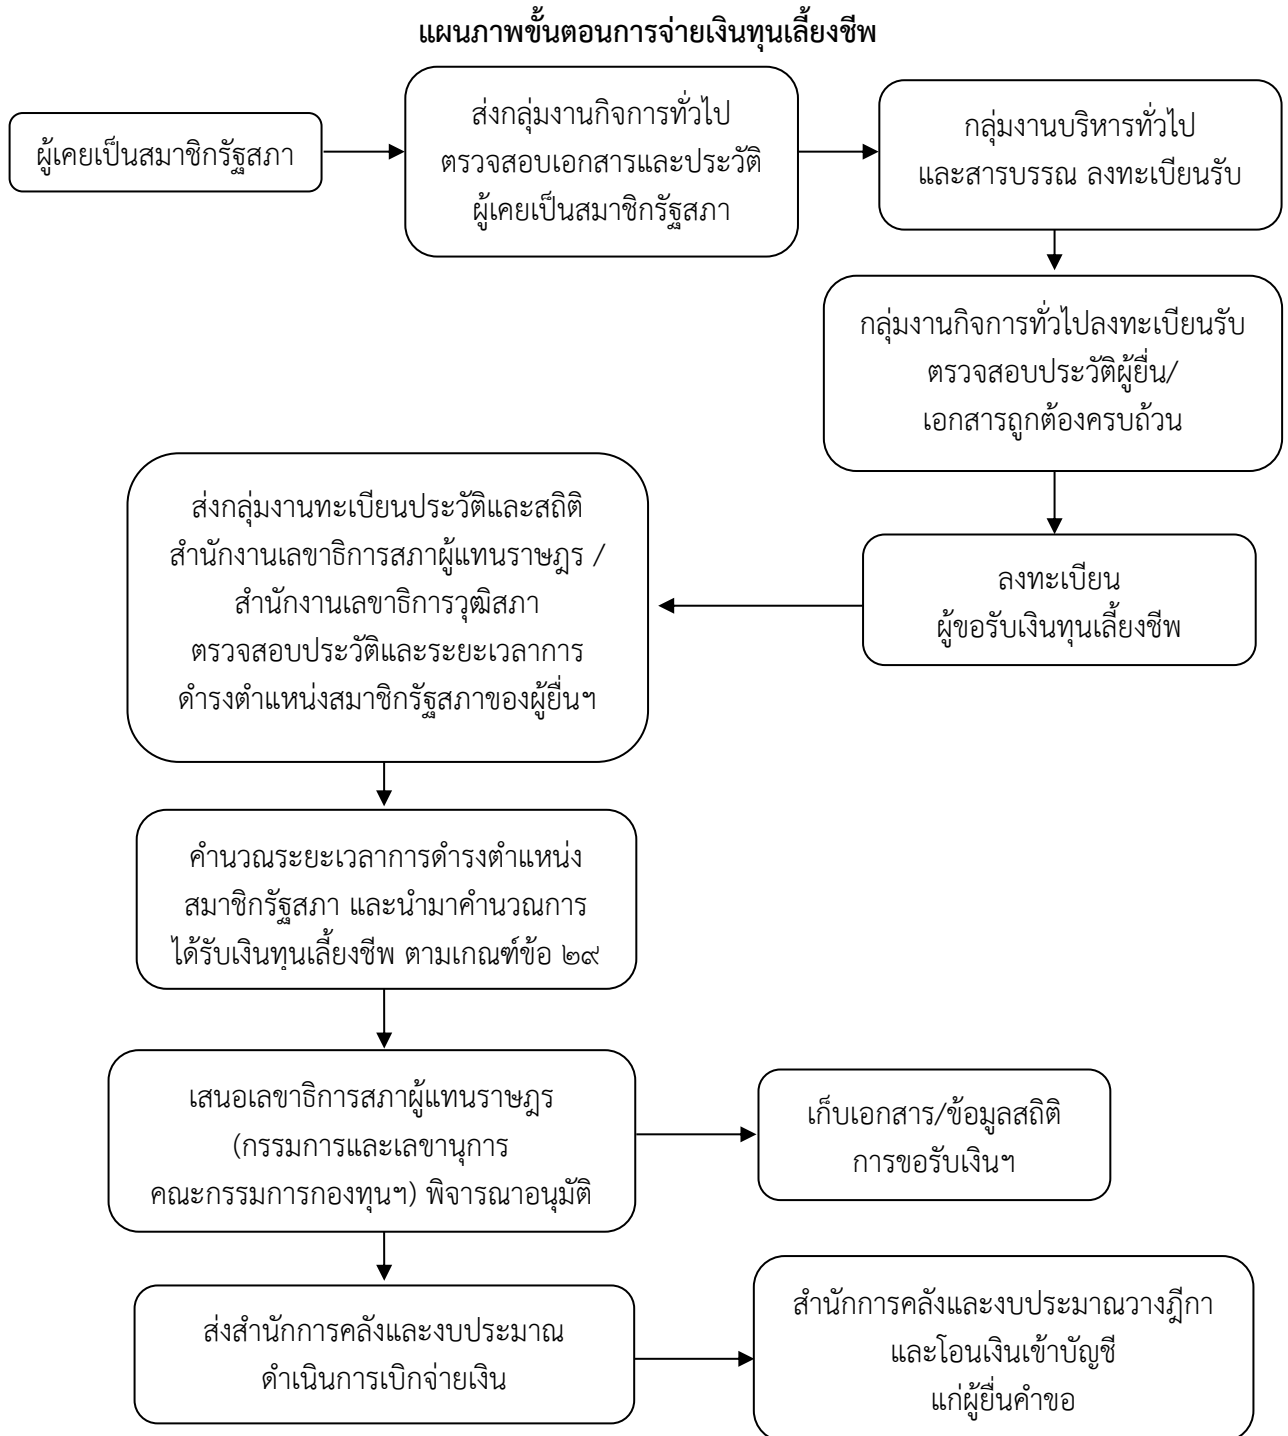 แผนภาพขั้นตอนการจ่ายเงินทุนเลี้ยงชีพ
ผู้เคยเป็นสมาชิกรัฐสภา
ส่งกลุ่มงานกิจการทั่วไป
ตรวจสอบเอกสารและประวัติ
ผู้เคยเป็นสมาชิกรัฐสภา
กลุ่มงานบริหารทั่วไป
และสารบรรณ ลงทะเบียนรับ
กลุ่มงานกิจการทั่วไปลงทะเบียนรับ
ตรวจสอบประวัติผู้ยื่น/
เอกสารถูกต้องครบถ้วน
ลงทะเบียน
ผู้ขอรับเงินทุนเลี้ยงชีพ
ส่งกลุ่มงานทะเบียนประวัติและสถิติ
สำนักงานเลขาธิการสภาผู้แทนราษฎร /
สำนักงานเลขาธิการวุฒิสภา
ตรวจสอบประวัติและระยะเวลาการ
ดำรงตำแหน่งสมาชิกรัฐสภาของผู้ยื่นฯ
คำนวณระยะเวลาการดำรงตำแหน่ง
สมาชิกรัฐสภา และนำมาคำนวณการ
ได้รับเงินทุนเลี้ยงชีพ ตามเกณฑ์ข้อ ๒๙
เสนอเลขาธิการสภาผู้แทนราษฎร
(กรรมการและเลขานุการ
คณะกรรมการกองทุนฯ) พิจารณาอนุมัติ
เก็บเอกสาร/ข้อมูลสถิติ
การขอรับเงินฯ
ส่งสำนักการคลังและงบประมาณ
ดำเนินการเบิกจ่ายเงิน
สำนักการคลังและงบประมาณวางฎีกา
และโอนเงินเข้าบัญชี
แก่ผู้ยื่นคำขอ